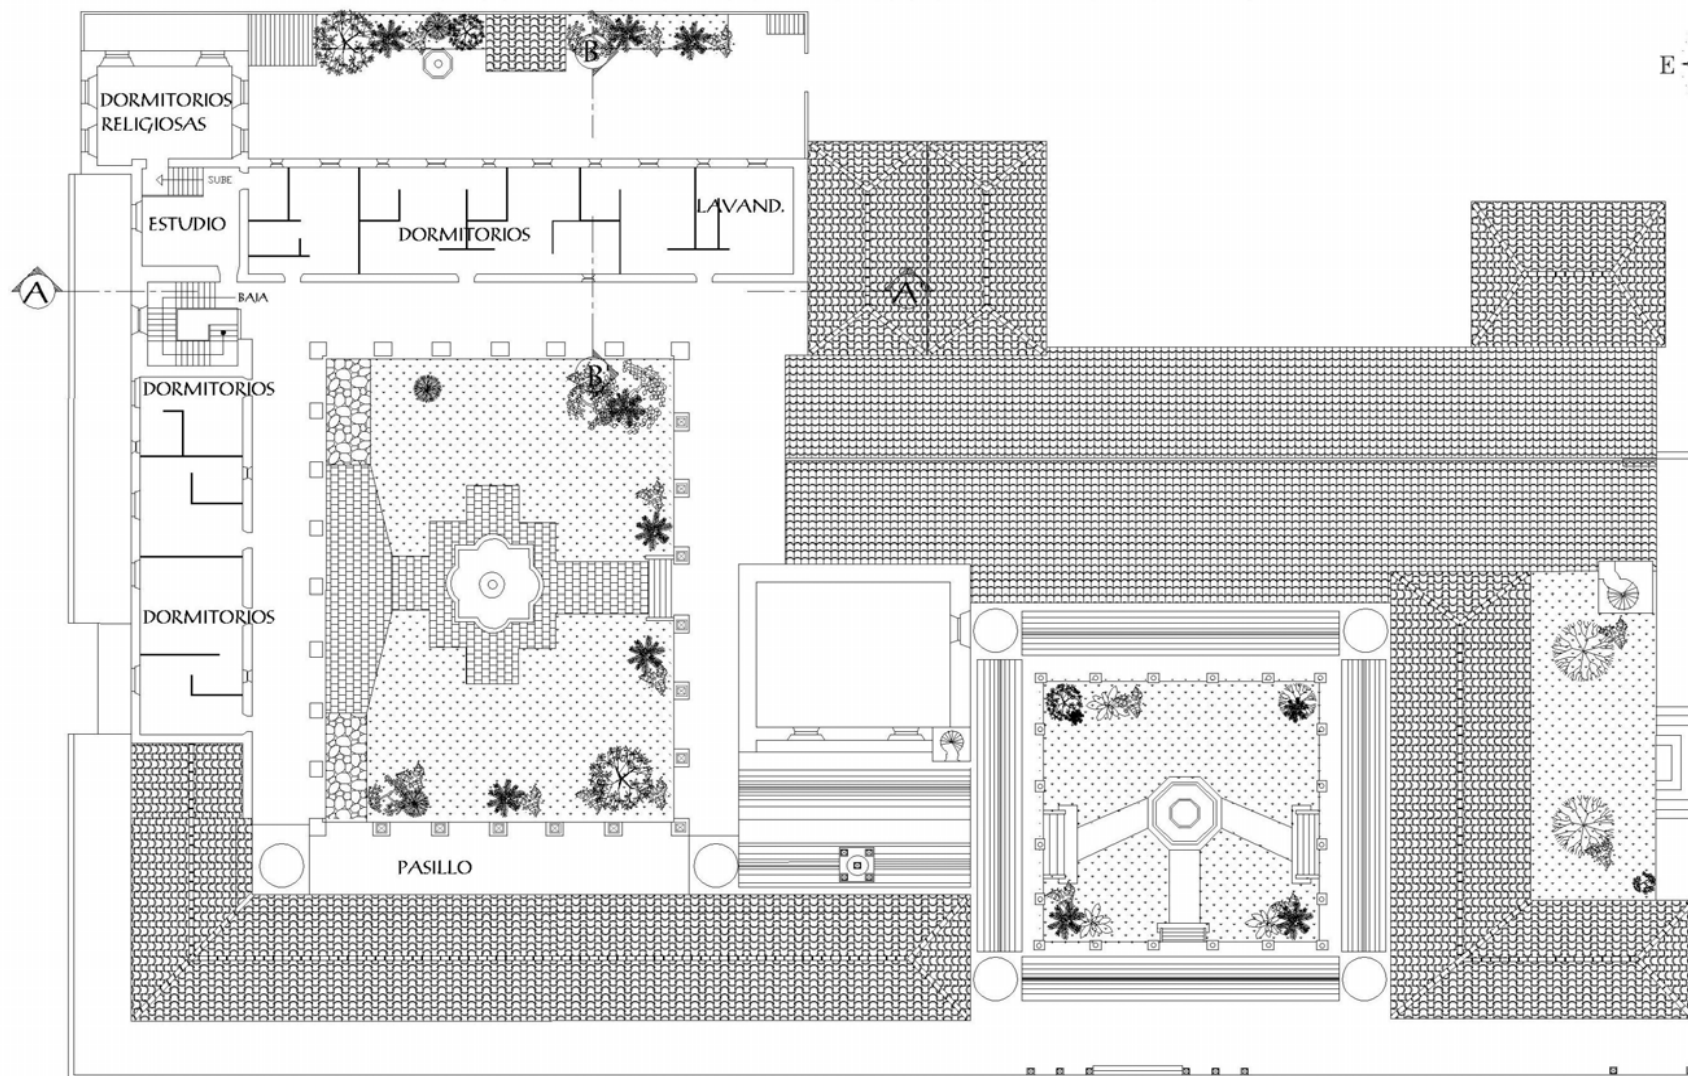 B
E
DORMITORIOS
RELIGIOSAS
SUBE
ESTUDIO
DORMITORIOS
LAVAND.
A
BAJA
A'
B'
DORMITORIOS
DORMITORIOS
PASILLO